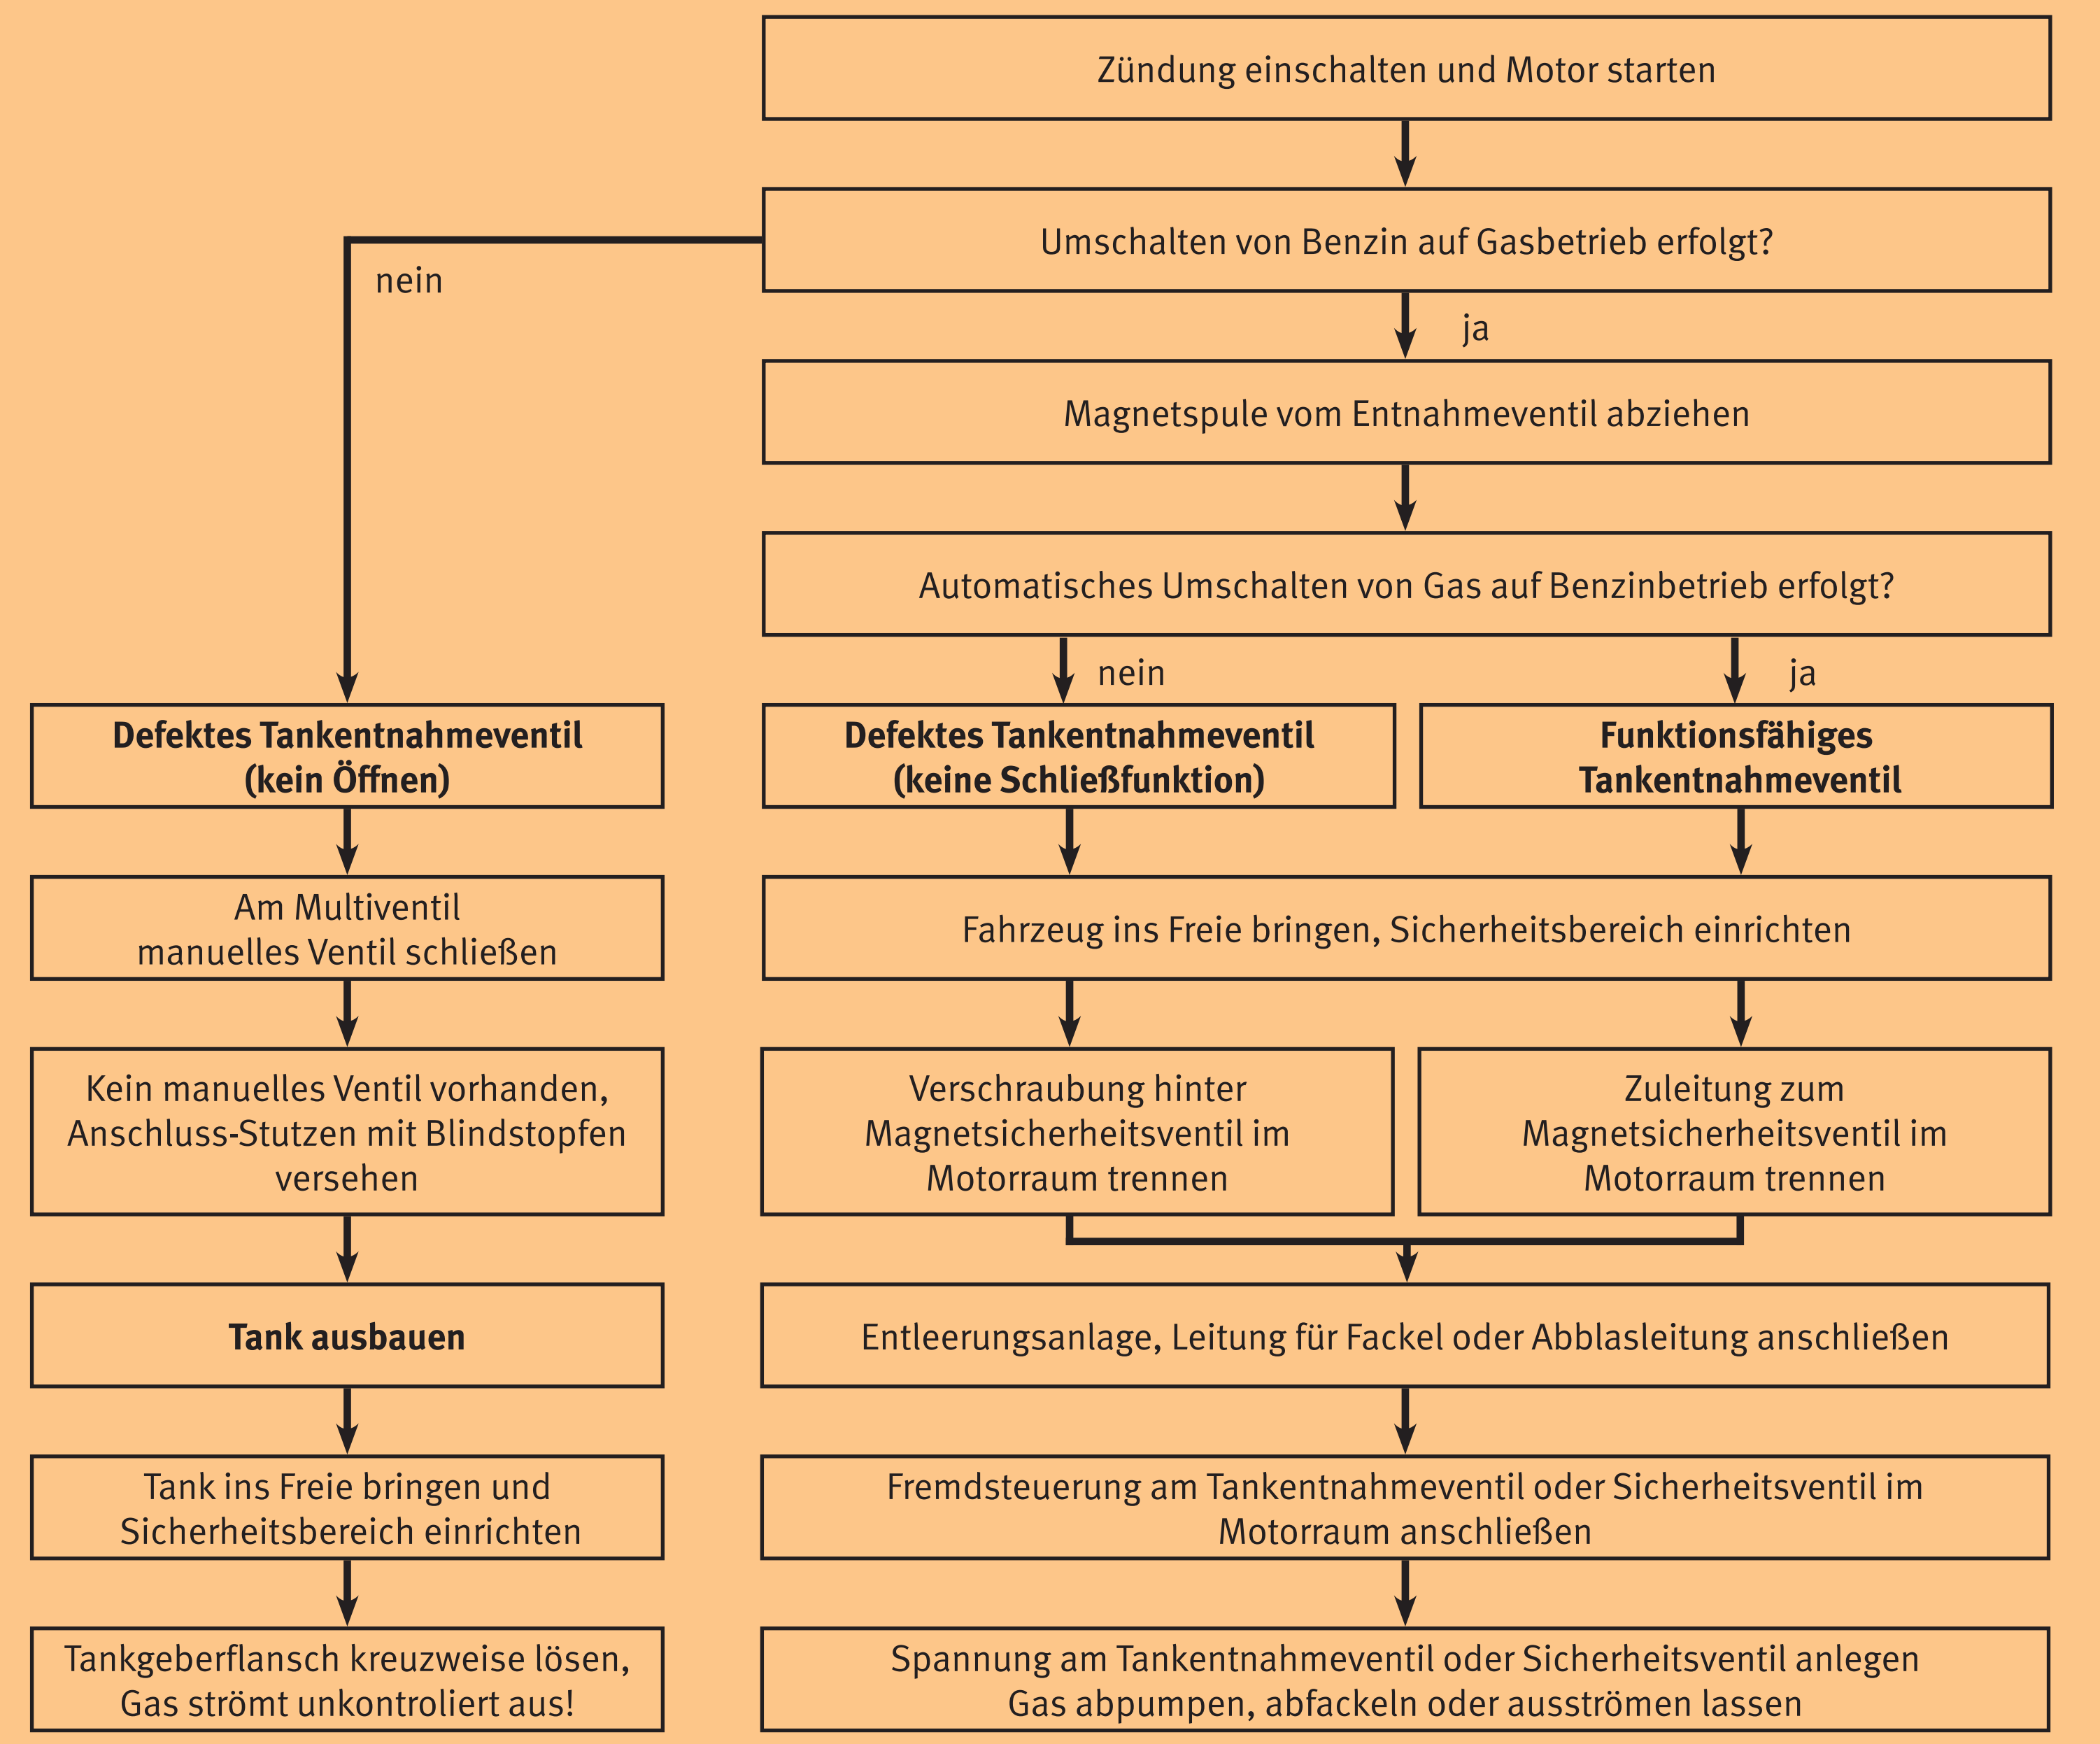 Zündung einschalten und Motor starten
Umschalten von Benzin auf Gasbetrieb erfolgt?
nein
ja
Magnetspule vom Entnahmeventil abziehen
Automatisches Umschalten von Gas auf Benzinbetrieb erfolgt?
nein
ja
Defektes Tankentnahmeventil
(kein Öffnen)
Defektes Tankentnahmeventil
(keine Schließfunktion)
Funktionsfähiges
Tankentnahmeventil
Am Multiventil
manuelles Ventil schließen
Fahrzeug ins Freie bringen, Sicherheitsbereich einrichten
Kein manuelles Ventil vorhanden,
Anschluss-Stutzen mit Blindstopfen
versehen
Verschraubung hinter
Magnetsicherheitsventil im
Motorraum trennen
Zuleitung zum
Magnetsicherheitsventil im
Motorraum trennen
Tank ausbauen
Entleerungsanlage, Leitung für Fackel oder Abblasleitung anschließen
Tank ins Freie bringen und
Sicherheitsbereich einrichten
Fremdsteuerung am Tankentnahmeventil oder Sicherheitsventil im
Motorraum anschließen
Tankgeberflansch kreuzweise lösen,
Gas strömt unkontroliert aus!
Spannung am Tankentnahmeventil oder Sicherheitsventil anlegen
Gas abpumpen, abfackeln oder ausströmen lassen